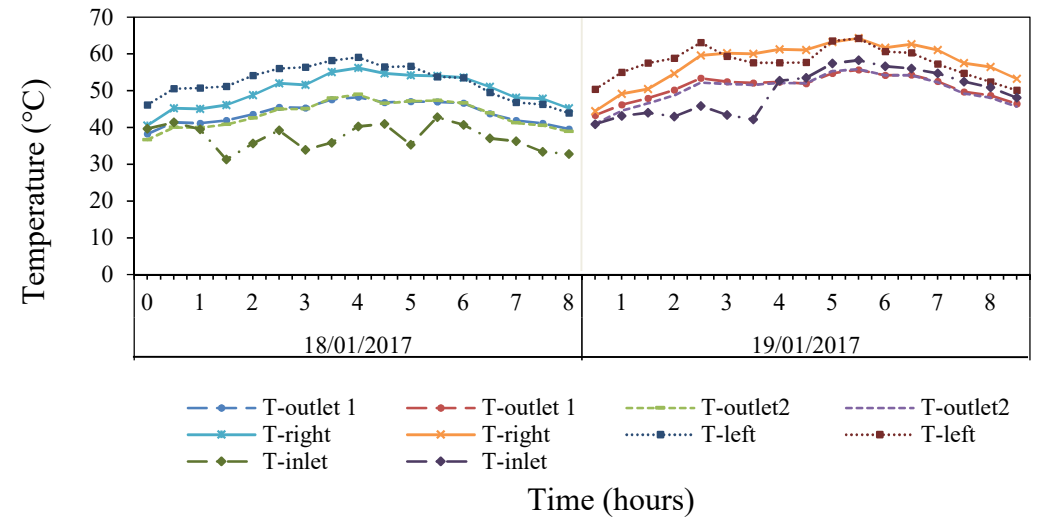 70
60
50
40
30
20
10
0
Temperature (°C)
0 1 2 3 4 5 6 7 8 1 2 3 4 5 6 7 8
18/01/2017 19/01/2017
T-outlet 1 T-outlet 1 T-outlet2 T-outlet2
T-right T-right T-left T-left
T-inlet T-inlet
Time (hours)